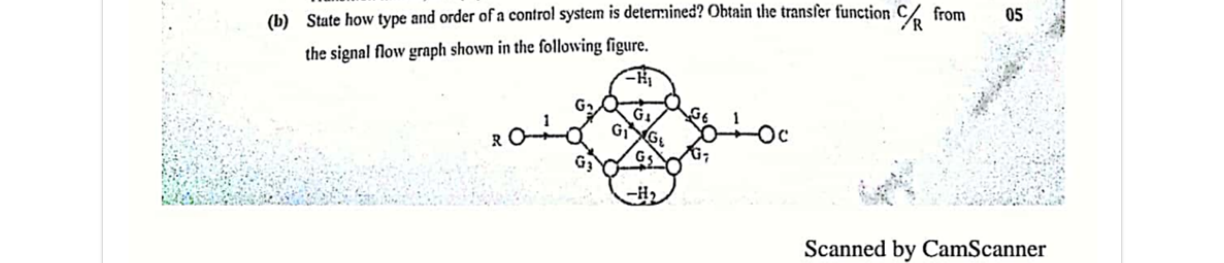 (b) State how type and order of a control system is determined? Obtain the transfer function C/R from 05
the signal flow graph shown in the following figure.
-H1
G2 G4 G6 1
1 G1 G8
R C
G3 G5 G7
-H2
Scanned by CamScanner